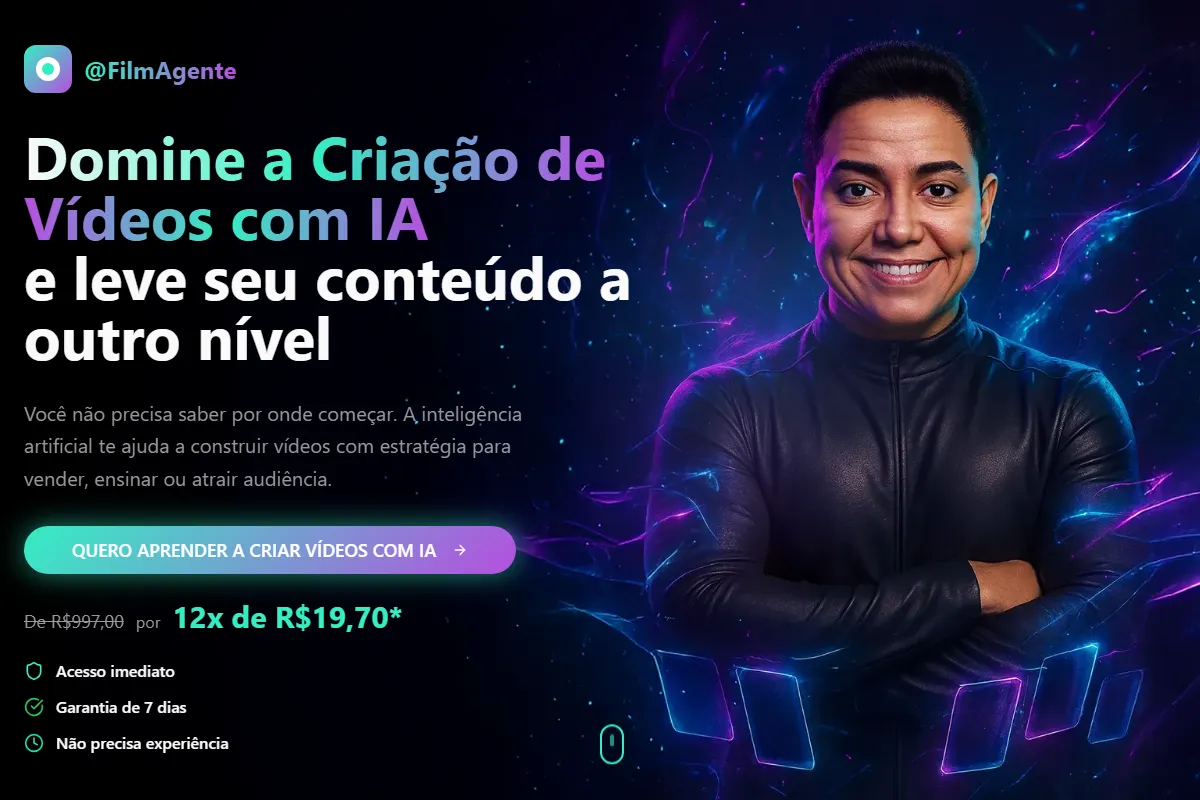 @FilmAgente
Domine a Criação de
Vídeos com IA
e leve seu conteúdo a
outro nível
Você não precisa saber por onde começar. A inteligência
artificial te ajuda a construir vídeos com estratégia para
vender, ensinar ou atrair audiência.
QUERO APRENDER A CRIAR VÍDEOS COM IA →
De R$997,00 por 12x de R$19,70*
Acesso imediato
Garantia de 7 dias
Não precisa experiência